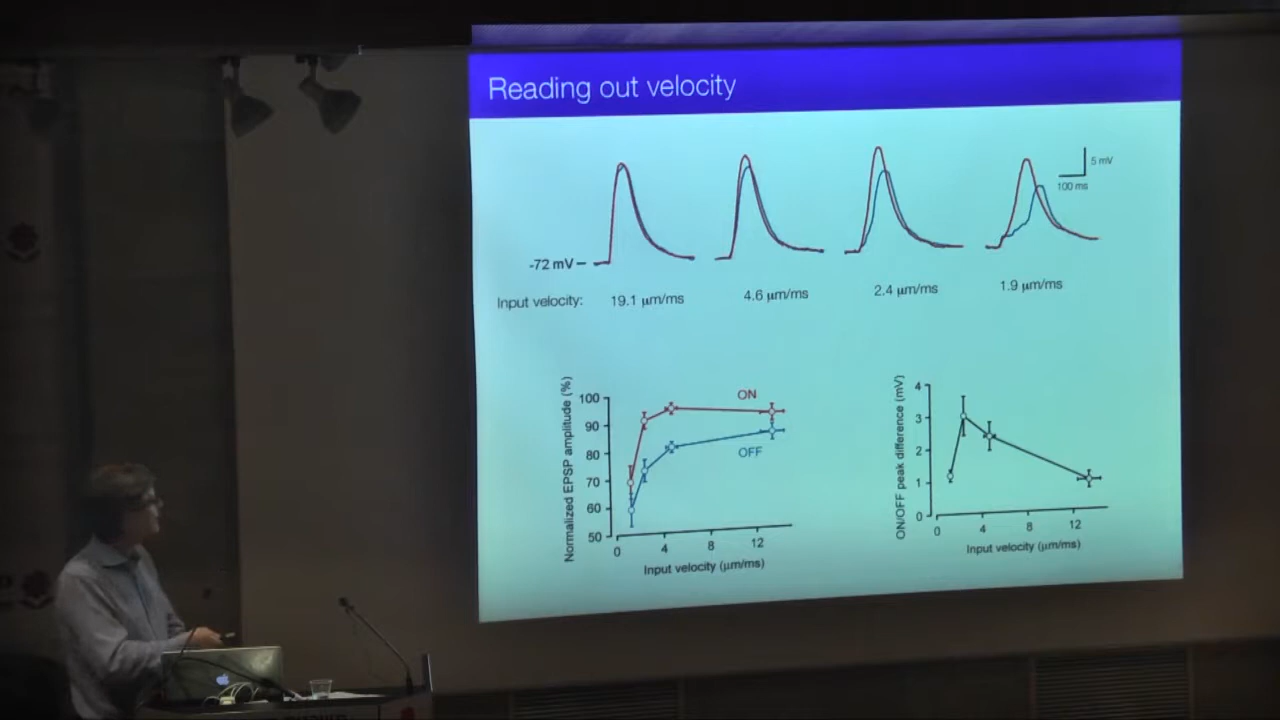 Reading out velocity
5 mV
100 ms
-72 mV
Input velocity: 19.1 μm/ms 4.6 μm/ms 2.4 μm/ms 1.9 μm/ms
Normalized EPSP amplitude (%)
100
90
80
70
60
50
ON
OFF
0 4 8 12
Input velocity (μm/ms)
ON/OFF peak difference (mV)
4
3
2
1
0
0 4 8 12
Input velocity (μm/ms)